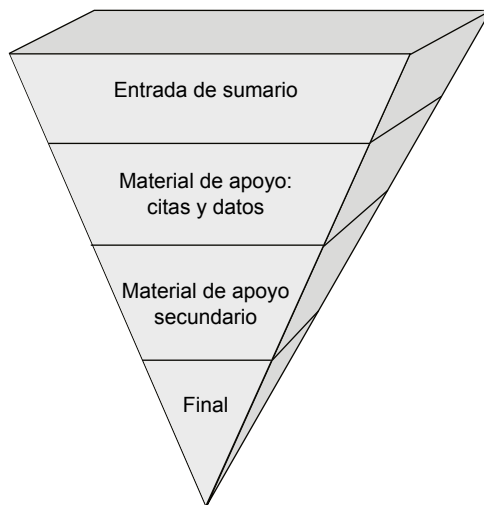 Entrada de sumario
Material de apoyo:
citas y datos
Material de apoyo
secundario
Final